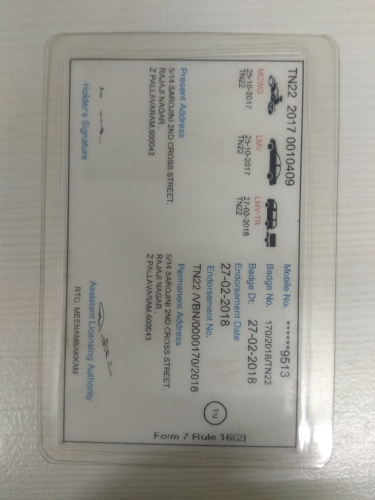 TN22 2017 0010409
Mobile No. ******9513
MCWG
25-10-2017
TN22
LMV
25-10-2017
TN22
LMV-TR
27-02-2018
TN22
Badge No. 170/2018/TN22
Badge Dt. 27-02-2018
Endorsement Date
27-02-2018
Endorsement No.
TN22 /VBN/0000170/2018
TN
Present Address
5/14 SAROJINI 2ND CROSS STREET,
RAJAJI NAGAR,
Z PALLAVARAM,600043
Permanent Address
5/14 SAROJINI 2ND CROSS STREET,
RAJAJI NAGAR,
Z PALLAVARAM,600043
Holder's Signature
Assistant Licensing Authority
RTO, MEENAMBAKKAM
Form 7 Rule 16(2)